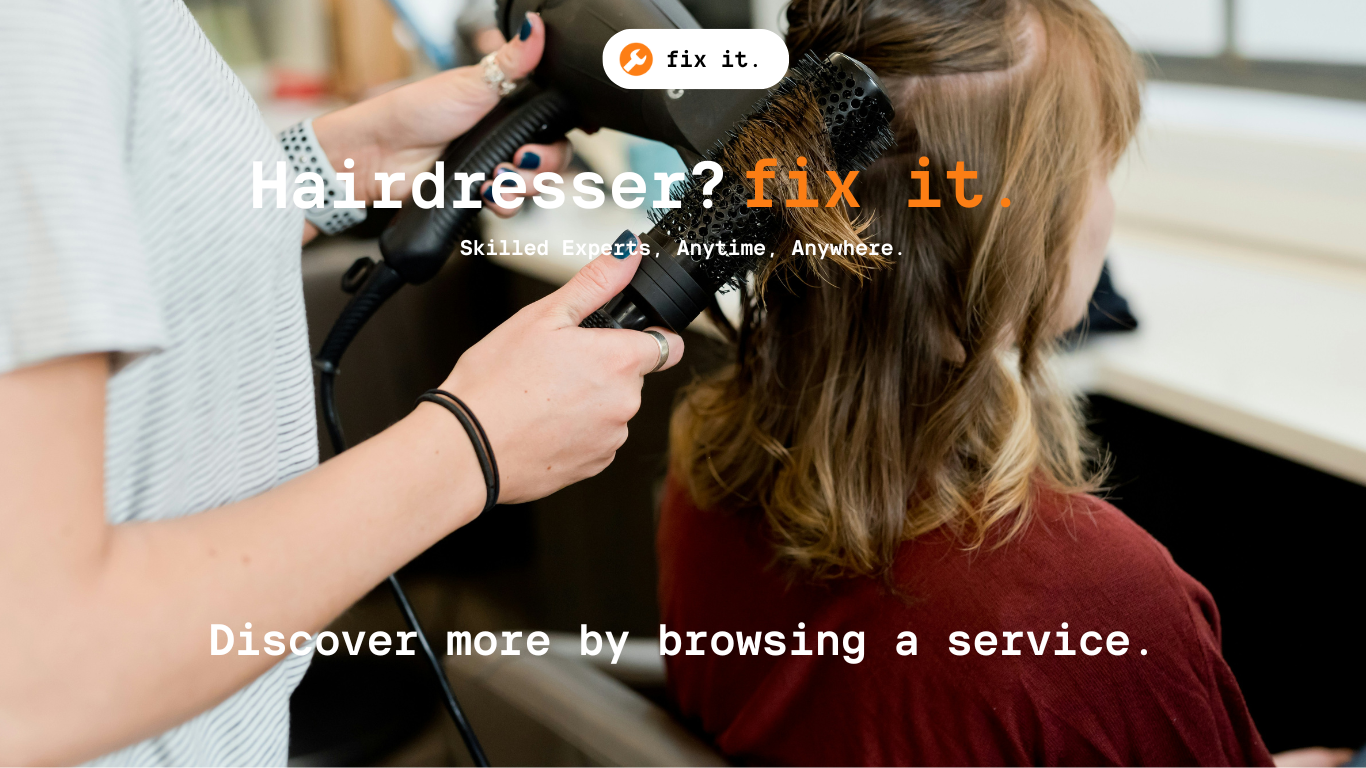 fix it.
Hairdresser? fix it.
Skilled Experts, Anytime, Anywhere.
Discover more by browsing a service.